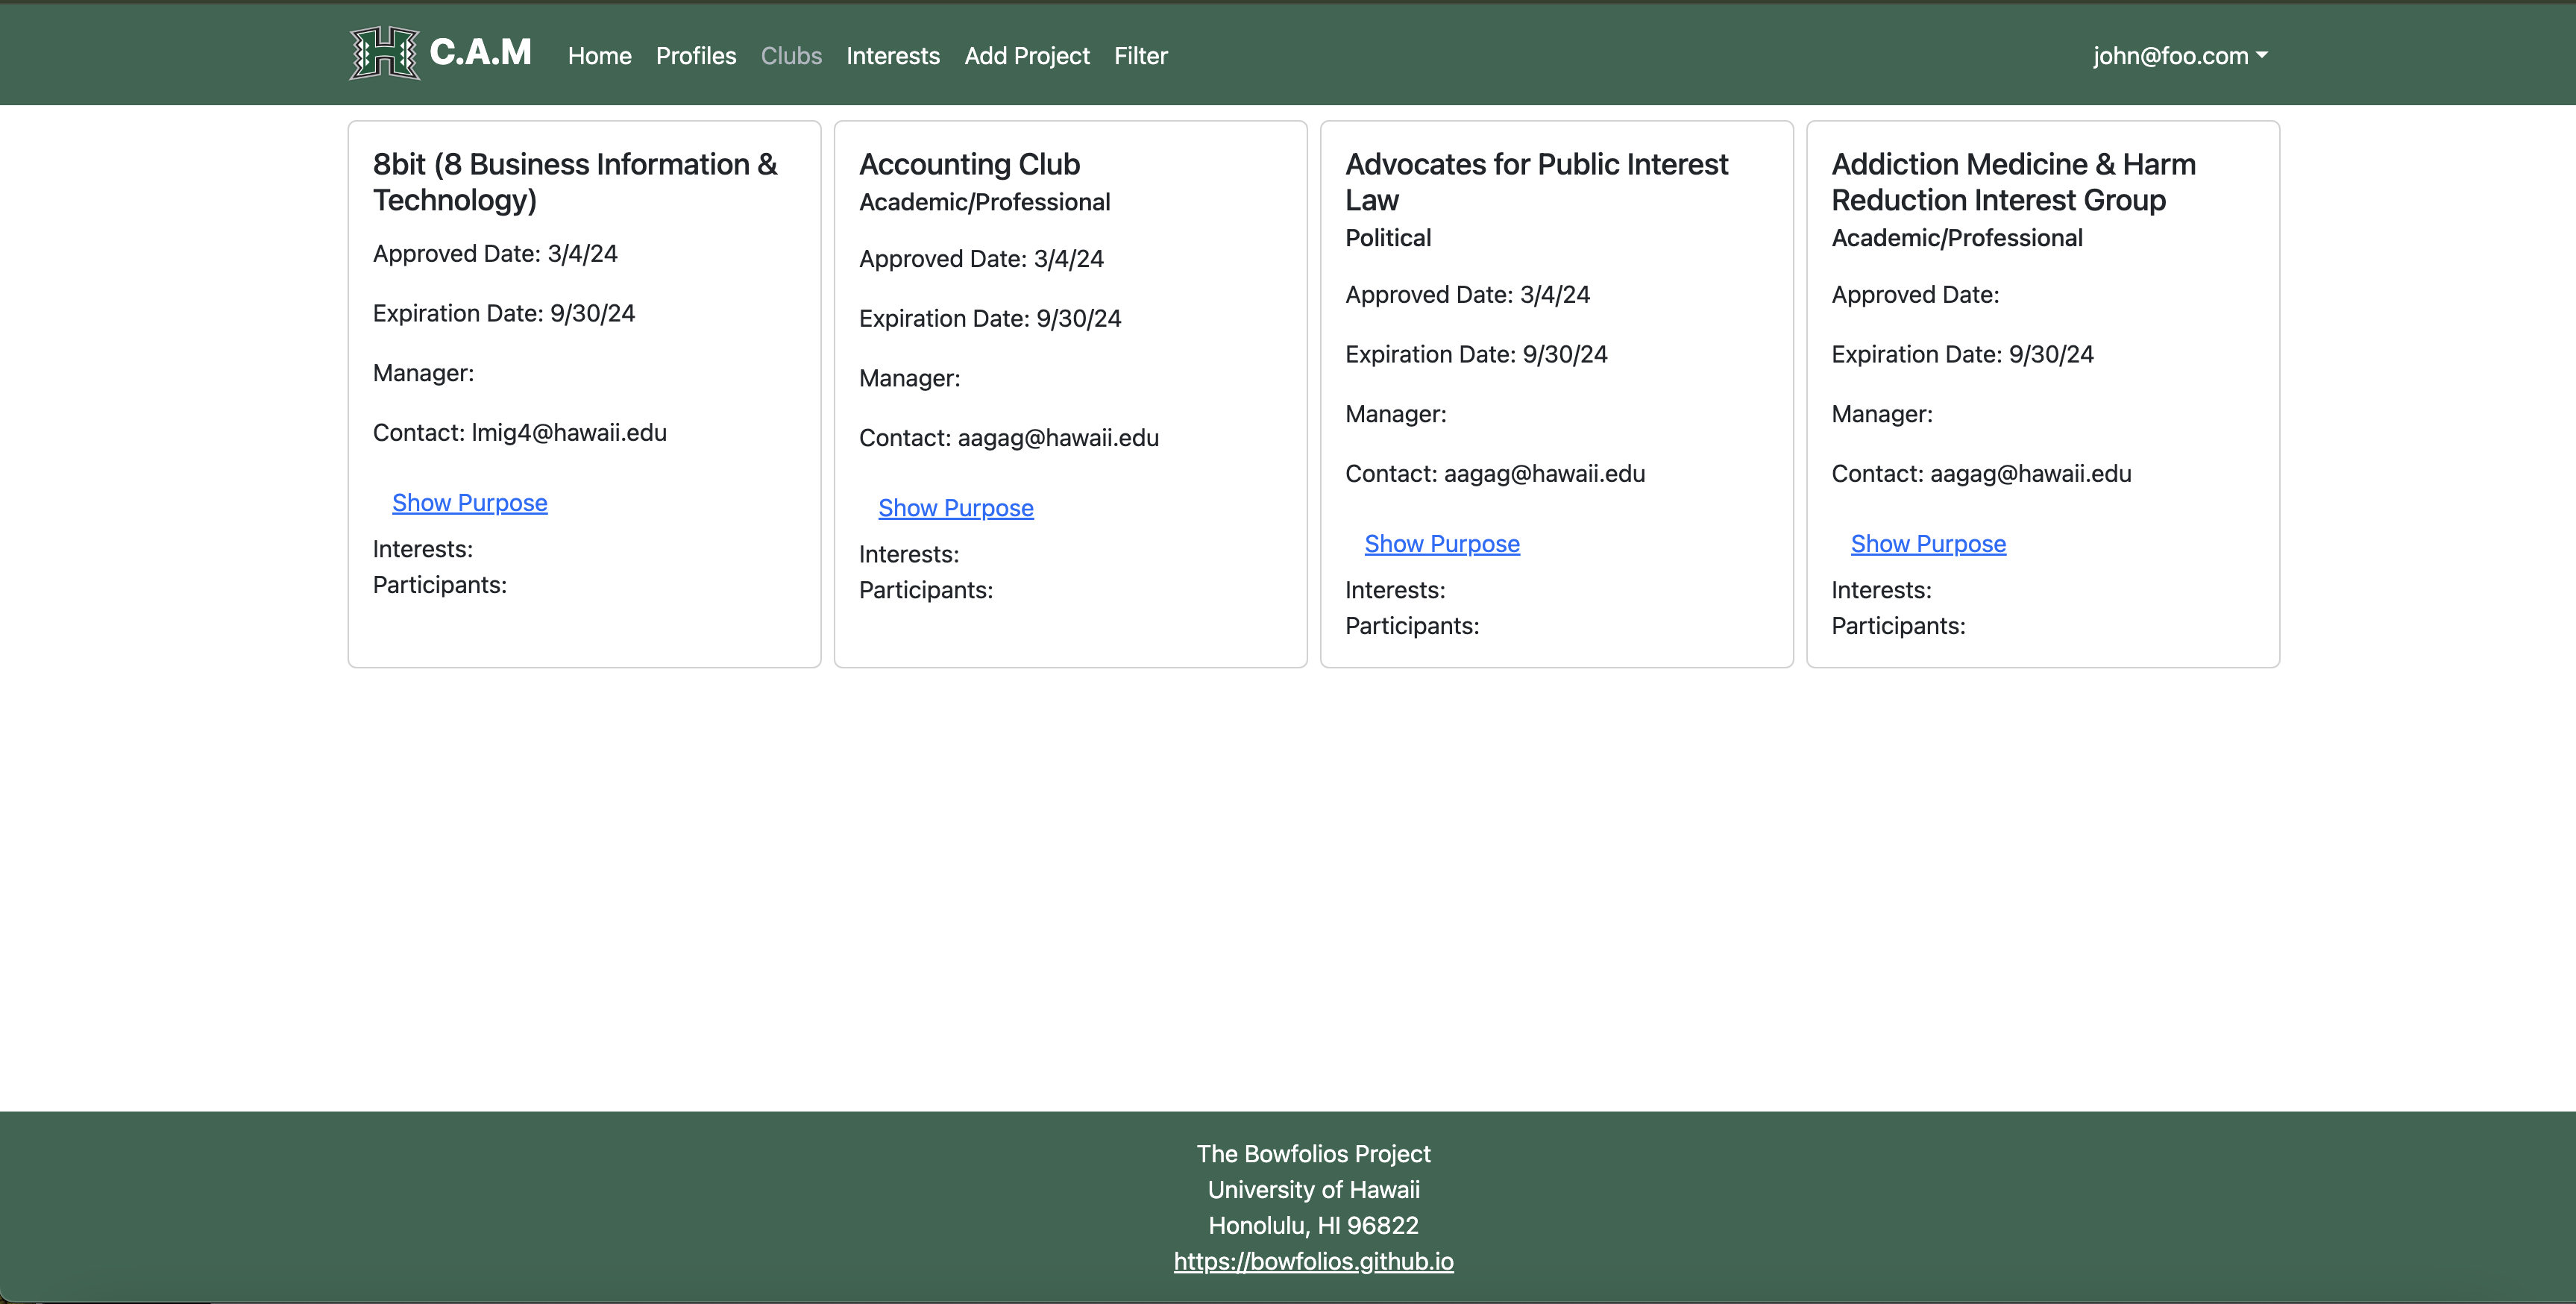 C.A.M Home Profiles Clubs Interests Add Project Filter john@foo.com
8bit (8 Business Information &
Technology)
Approved Date: 3/4/24
Expiration Date: 9/30/24
Manager:
Contact: lmig4@hawaii.edu
Show Purpose
Interests:
Participants:
Accounting Club
Academic/Professional
Approved Date: 3/4/24
Expiration Date: 9/30/24
Manager:
Contact: aagag@hawaii.edu
Show Purpose
Interests:
Participants:
Advocates for Public Interest
Law
Political
Approved Date: 3/4/24
Expiration Date: 9/30/24
Manager:
Contact: aagag@hawaii.edu
Show Purpose
Interests:
Participants:
Addiction Medicine & Harm
Reduction Interest Group
Academic/Professional
Approved Date:
Expiration Date: 9/30/24
Manager:
Contact: aagag@hawaii.edu
Show Purpose
Interests:
Participants:
The Bowfolios Project
University of Hawaii
Honolulu, HI 96822
https://bowfolios.github.io